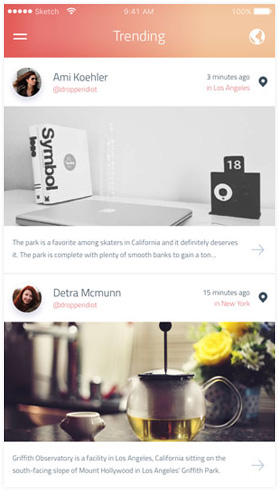 Sketch 9:41 AM 100%
Trending
Ami Koehler
@droppendiot
3 minutes ago
in Los Angeles
Symbol
18
The park is a favorite among skaters in California and it definitely deserves
it. The park is complete with plenty of smooth banks to gain a ton...
Detra Mcmunn
@droppendiot
15 minutes ago
in New York
Griffith Observatory is a facility in Los Angeles, California sitting on the
south-facing slope of Mount Hollywood in Los Angeles' Griffith Park.